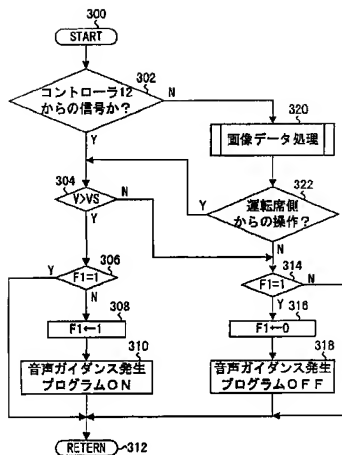 300
START
302
コントローラ12
からの信号か?
N
Y
320
画像データ処理
304
V>VS
N
Y
322
運転席側
からの操作?
Y
N
306
F1=1
Y
N
314
F1=1
N
Y
308
F1←1
316
F1←0
310
音声ガイダンス発生
プログラムON
318
音声ガイダンス発生
プログラムOFF
RETERN
312